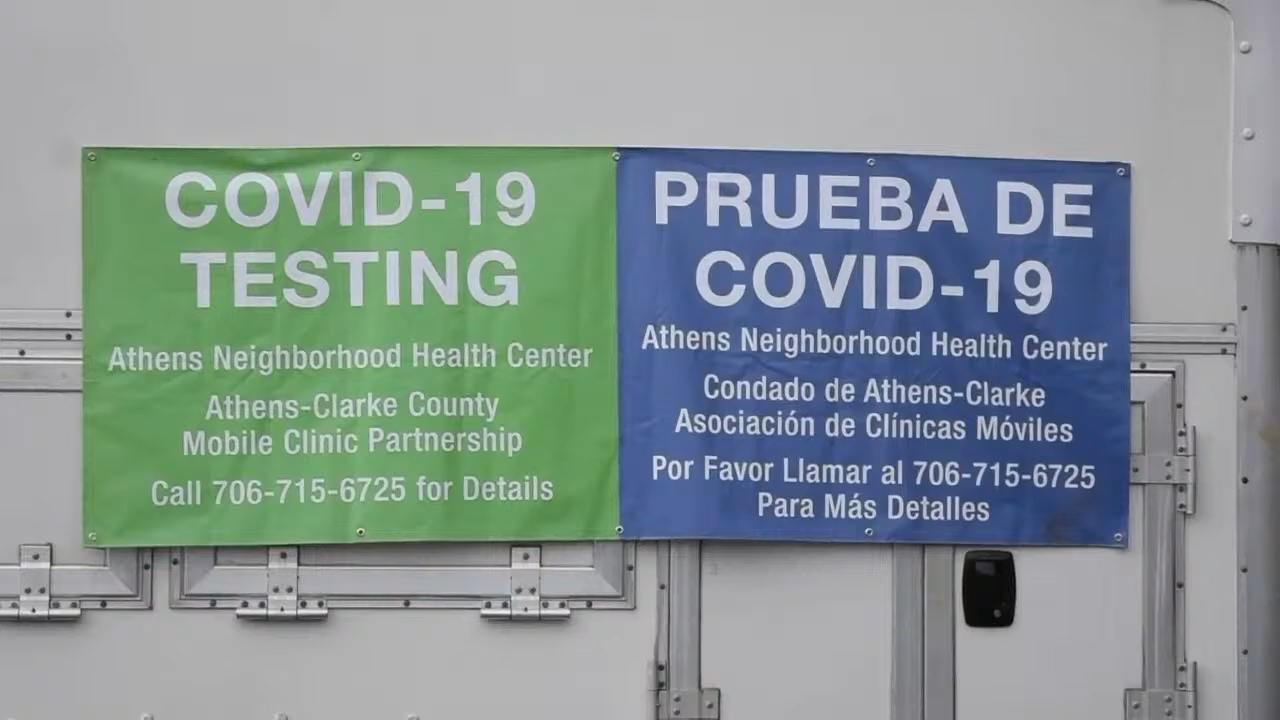 COVID-19
TESTING
Athens Neighborhood Health Center
Athens-Clarke County
Mobile Clinic Partnership
Call 706-715-6725 for Details
PRUEBA DE
COVID-19
Athens Neighborhood Health Center
Condado de Athens-Clarke
Asociación de Clínicas Móviles
Por Favor Llamar al 706-715-6725
Para Más Detalles